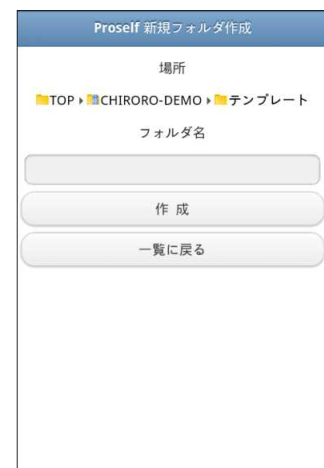 Proself 新規フォルダ作成
場所
TOP ▸ CHIRORO-DEMO ▸ テンプレート
フォルダ名
作 成
一覧に戻る